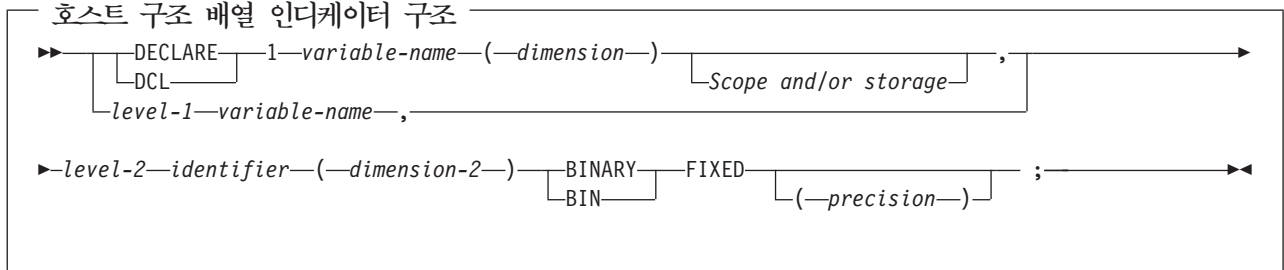 호스트 구조 배열 인디케이터 구조
DECLARE 1 variable-name ( dimension ) ,
DCL Scope and/or storage
level-1 variable-name ,
level-2 identifier ( dimension-2 ) BINARY FIXED ;
BIN ( precision )